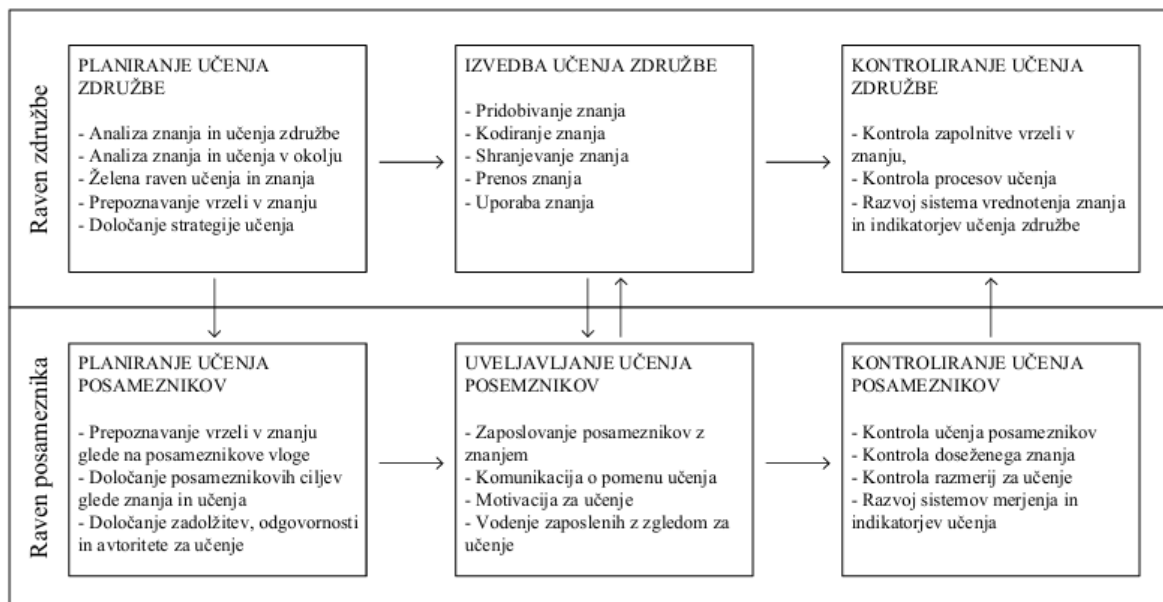 Raven združbe
PLANIRANJE UČENJA
ZDRUŽBE
- Analiza znanja in učenja združbe
- Analiza znanja in učenja v okolju
- Želena raven učenja in znanja
- Prepoznavanje vrzeli v znanju
- Določanje strategije učenja
IZVEDBA UČENJA ZDRUŽBE
- Pridobivanje znanja
- Kodiranje znanja
- Shranjevanje znanja
- Prenos znanja
- Uporaba znanja
KONTROLIRANJE UČENJA
ZDRUŽBE
- Kontrola zapolnitve vrzeli v
znanju,
- Kontrola procesov učenja
- Razvoj sistema vrednotenja znanja
in indikatorjev učenja združbe
Raven posameznika
PLANIRANJE UČENJA
POSAMEZNIKOV
- Prepoznavanje vrzeli v znanju
glede na posameznikove vloge
- Določanje posameznikovih ciljev
glede znanja in učenja
- Določanje zadolžitev, odgovornosti
in avtoritete za učenje
UVELJAVLJANJE UČENJA
POSEMZNIKOV
- Zaposlovanje posameznikov z
znanjem
- Komunikacija o pomenu učenja
- Motivacija za učenje
- Vodenje zaposlenih z zgledom za
učenje
KONTROLIRANJE UČENJA
POSAMEZNIKOV
- Kontrola učenja posameznikov
- Kontrola doseženega znanja
- Kontrola razmerij za učenje
- Razvoj sistemov merjenja in
indikatorjev učenja